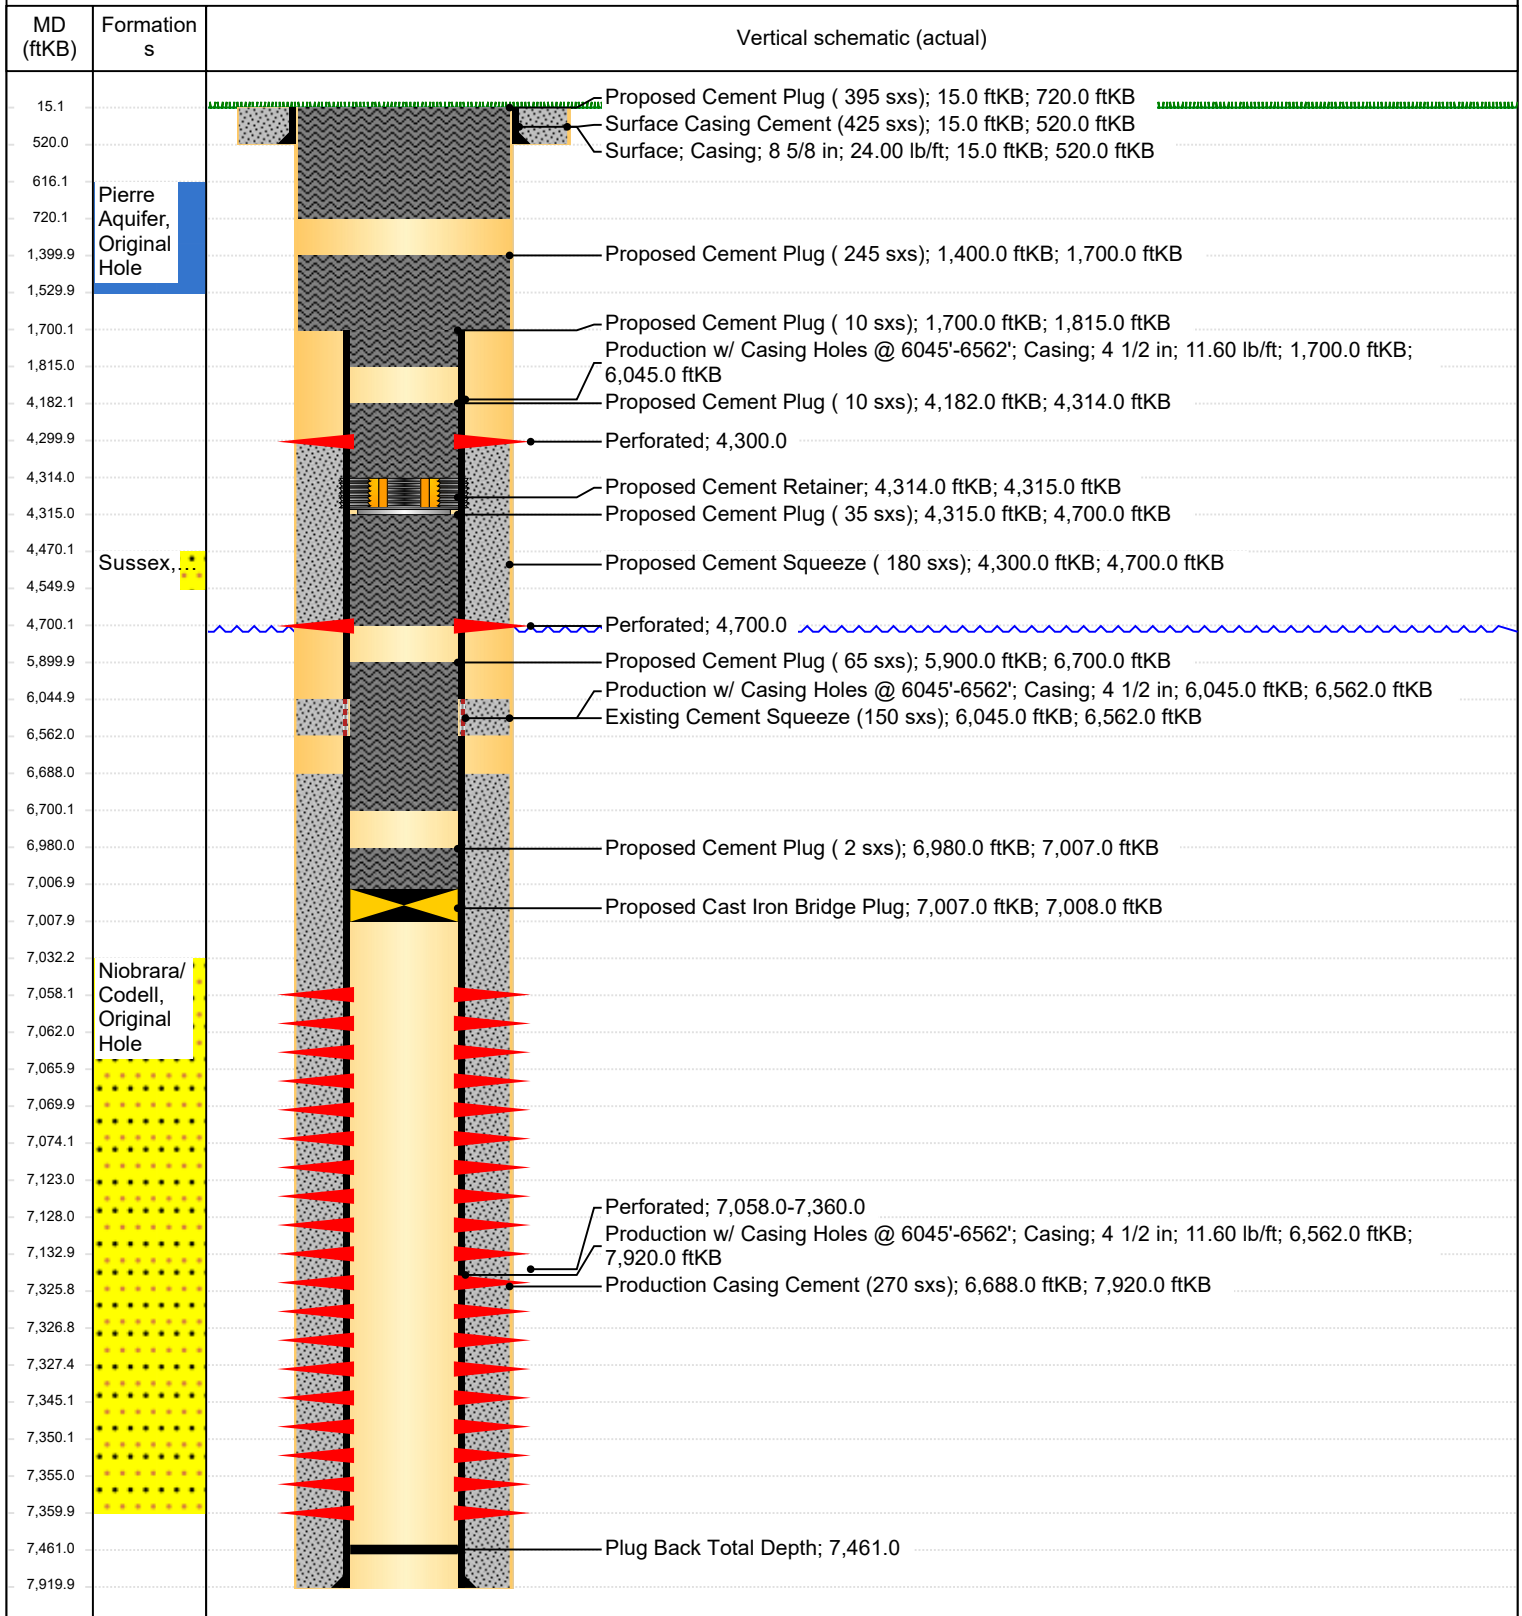 MD
(ftKB)
Formation
s
Vertical schematic (actual)
15.1
520.0
616.1
720.1
1,399.9
1,529.9
1,700.1
1,815.0
4,182.1
4,299.9
4,314.0
4,315.0
4,470.1
4,549.9
4,700.1
5,899.9
6,044.9
6,562.0
6,688.0
6,700.1
6,980.0
7,006.9
7,007.9
7,032.2
7,058.1
7,062.0
7,065.9
7,069.9
7,074.1
7,123.0
7,128.0
7,132.9
7,325.8
7,326.8
7,327.4
7,345.1
7,350.1
7,355.0
7,359.9
7,461.0
7,919.9
Pierre
Aquifer,
Original
Hole
Sussex,...
Niobrara/
Codell,
Original
Hole
Proposed Cement Plug ( 395 sxs); 15.0 ftKB; 720.0 ftKB
Surface Casing Cement (425 sxs); 15.0 ftKB; 520.0 ftKB
Surface; Casing; 8 5/8 in; 24.00 lb/ft; 15.0 ftKB; 520.0 ftKB
Proposed Cement Plug ( 245 sxs); 1,400.0 ftKB; 1,700.0 ftKB
Proposed Cement Plug ( 10 sxs); 1,700.0 ftKB; 1,815.0 ftKB
Production w/ Casing Holes @ 6045'-6562'; Casing; 4 1/2 in; 11.60 lb/ft; 1,700.0 ftKB;
6,045.0 ftKB
Proposed Cement Plug ( 10 sxs); 4,182.0 ftKB; 4,314.0 ftKB
Perforated; 4,300.0
Proposed Cement Retainer; 4,314.0 ftKB; 4,315.0 ftKB
Proposed Cement Plug ( 35 sxs); 4,315.0 ftKB; 4,700.0 ftKB
Proposed Cement Squeeze ( 180 sxs); 4,300.0 ftKB; 4,700.0 ftKB
Perforated; 4,700.0
Proposed Cement Plug ( 65 sxs); 5,900.0 ftKB; 6,700.0 ftKB
Production w/ Casing Holes @ 6045'-6562'; Casing; 4 1/2 in; 6,045.0 ftKB; 6,562.0 ftKB
Existing Cement Squeeze (150 sxs); 6,045.0 ftKB; 6,562.0 ftKB
Proposed Cement Plug ( 2 sxs); 6,980.0 ftKB; 7,007.0 ftKB
Proposed Cast Iron Bridge Plug; 7,007.0 ftKB; 7,008.0 ftKB
Perforated; 7,058.0-7,360.0
Production w/ Casing Holes @ 6045'-6562'; Casing; 4 1/2 in; 11.60 lb/ft; 6,562.0 ftKB;
7,920.0 ftKB
Production Casing Cement (270 sxs); 6,688.0 ftKB; 7,920.0 ftKB
Plug Back Total Depth; 7,461.0